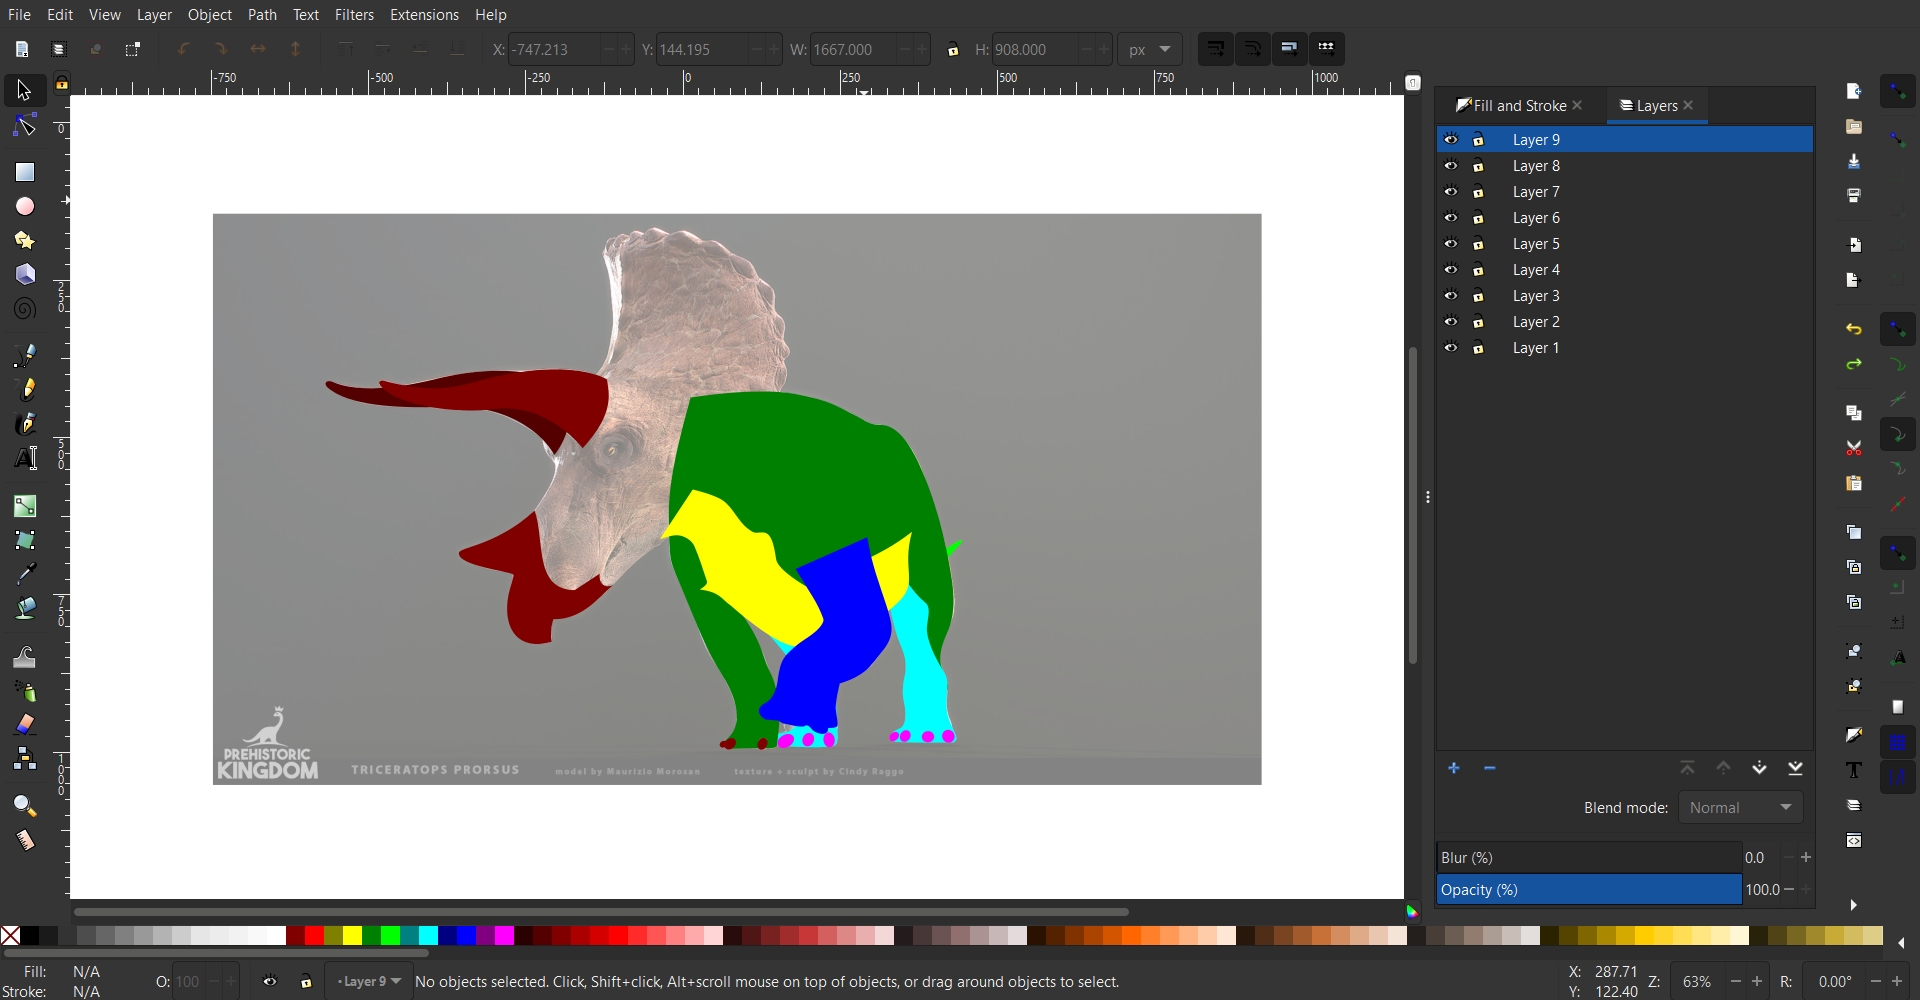 File Edit View Layer Object Path Text Filters Extensions Help
X: -747.213 Y: 144.195 W: 1667.000 H: 908.000 px
-750 -500 -250 0 250 500 750 1000
0
250
500
750
1000
Fill and Stroke Layers
Layer 9
Layer 8
Layer 7
Layer 6
Layer 5
Layer 4
Layer 3
Layer 2
Layer 1
PREHISTORIC
KINGDOM
TRICERATOPS PRORSUS model by Maurizio Morosan texture + sculpt by Cindy Raggo
Blend mode: Normal
Blur (%) 0.0
Opacity (%) 100.0
Fill: N/A
Stroke: N/A
O: 100
Layer 9
No objects selected. Click, Shift+click, Alt+scroll mouse on top of objects, or drag around objects to select.
X: 287.71
Y: 122.40
Z: 63%
R: 0.00°